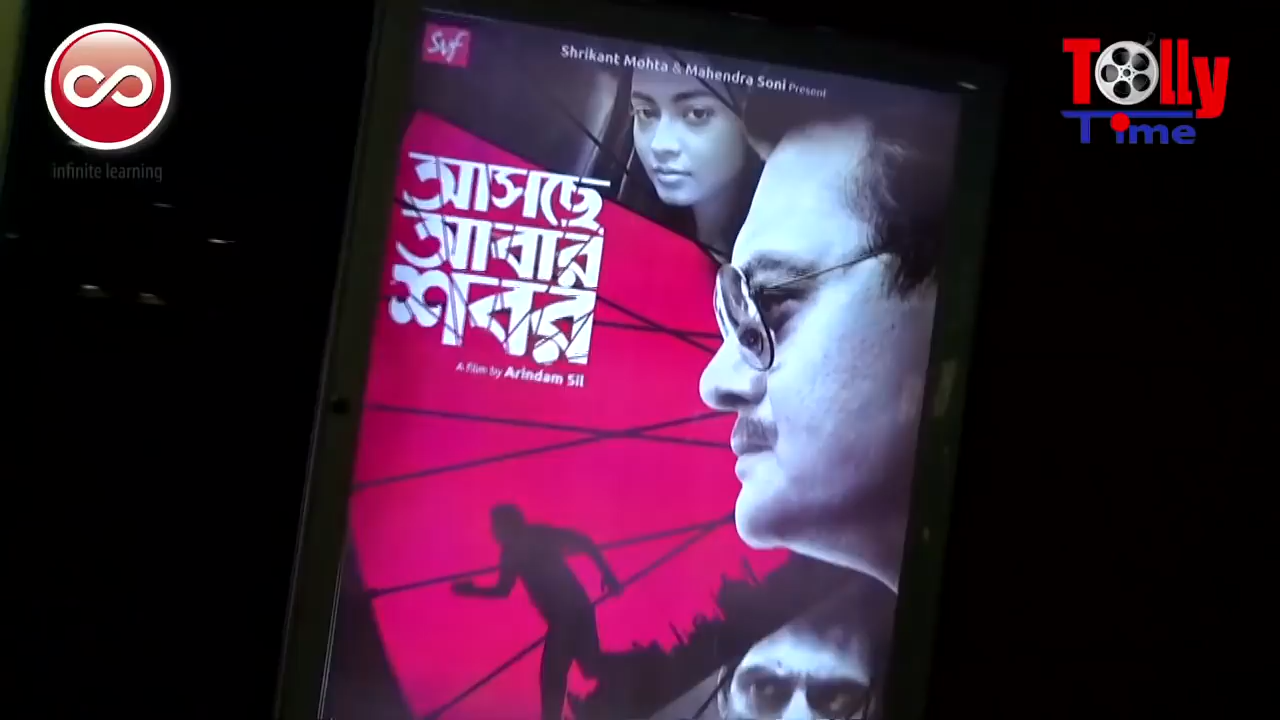 infinite learning
Tolly
Time
Svf
Shrikant Mohta & Mahendra Soni Present
আসছে
আবার
শবর
A film by Arindam Sil